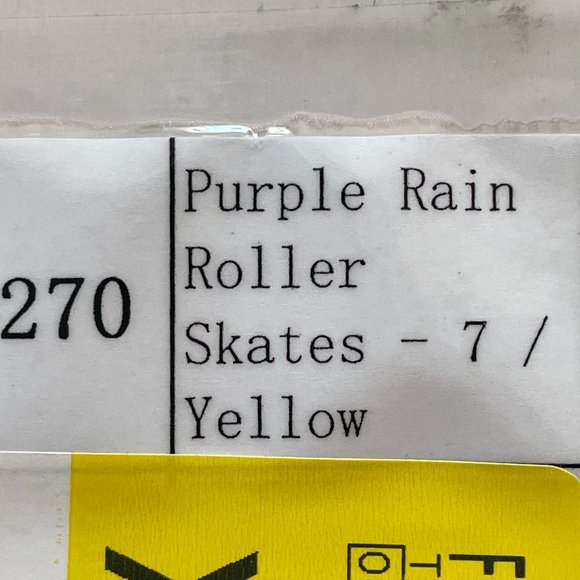 270
Purple Rain
Roller
Skates - 7 /
Yellow